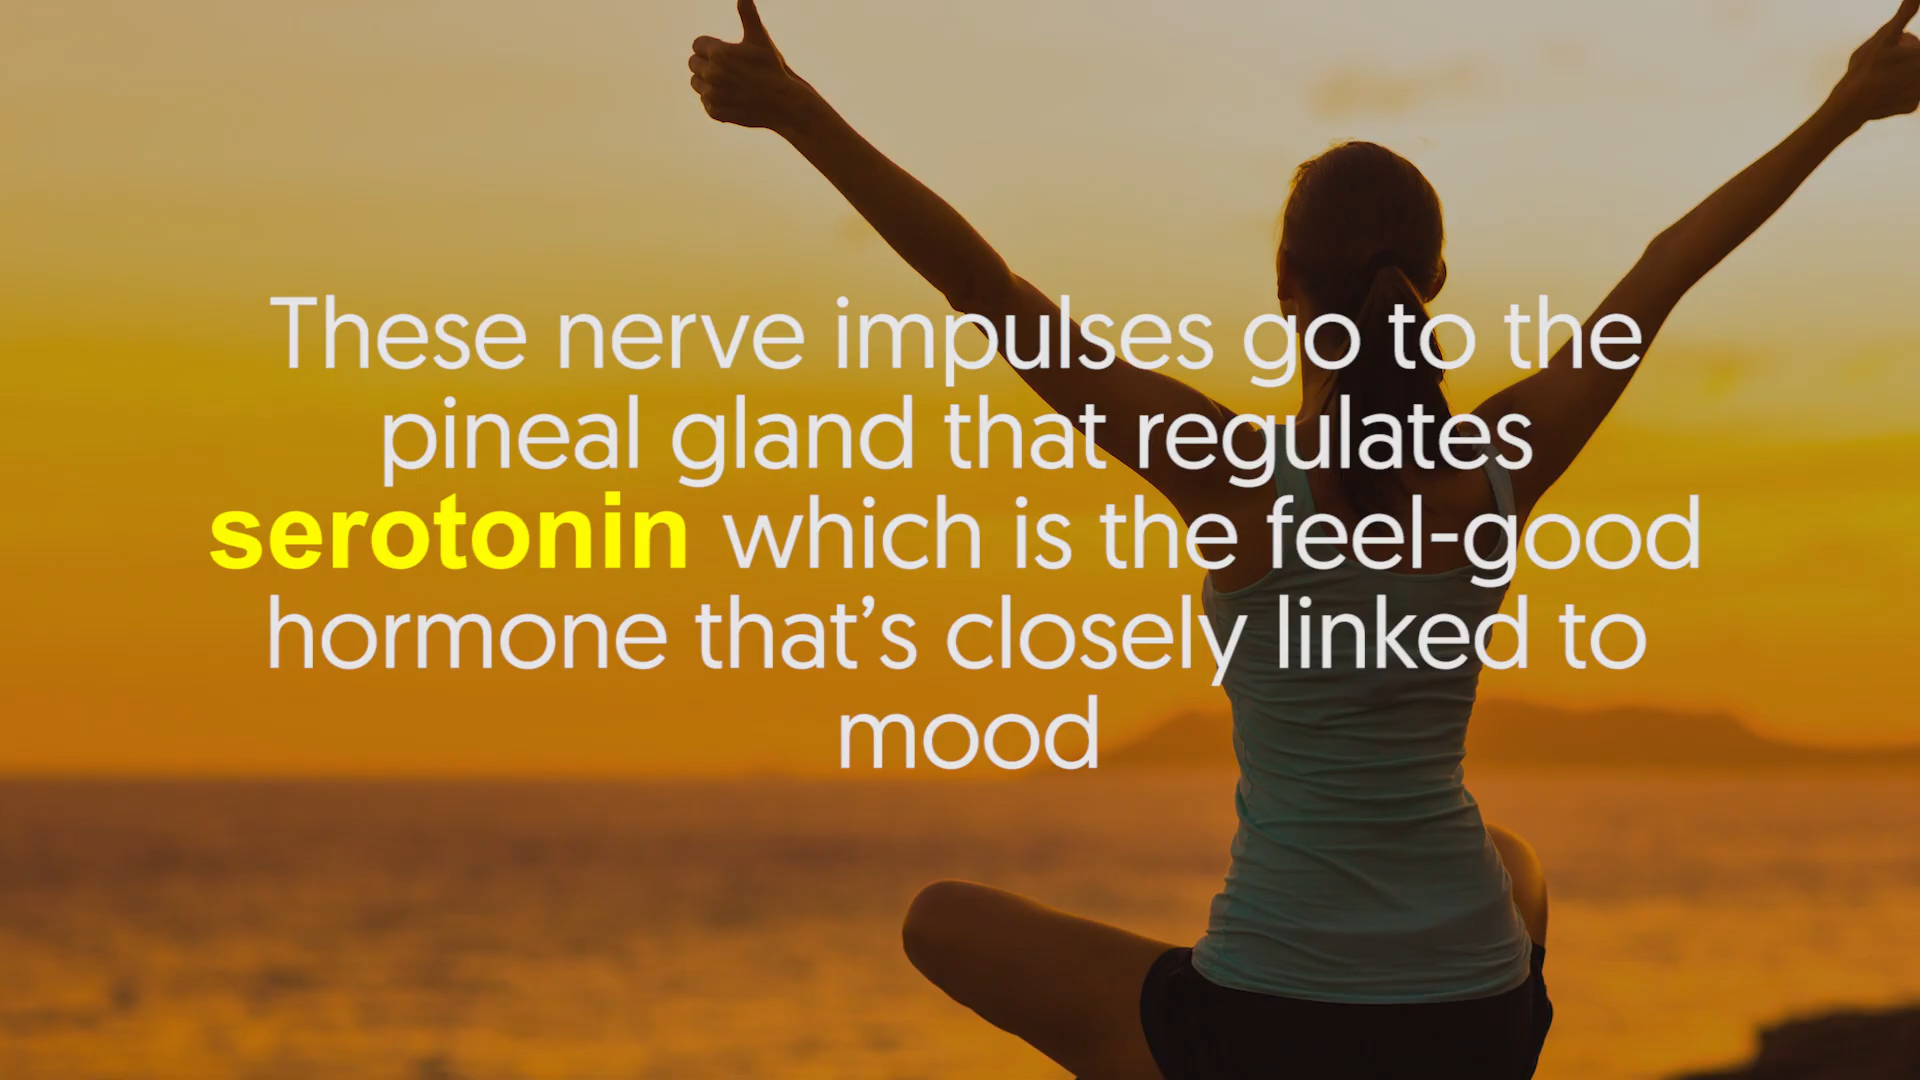 These nerve impulses go to the
pineal gland that regulates
serotonin which is the feel-good
hormone that’s closely linked to
mood